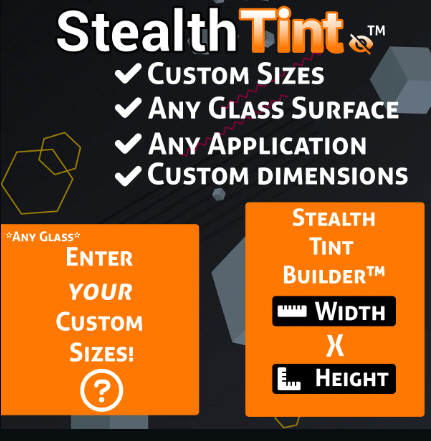 StealthTint™
Custom Sizes
Any Glass Surface
Any Application
Custom dimensions
*Any Glass*
Enter
your
Custom
Sizes!
?
Stealth
Tint
Builder™
Width
X
Height